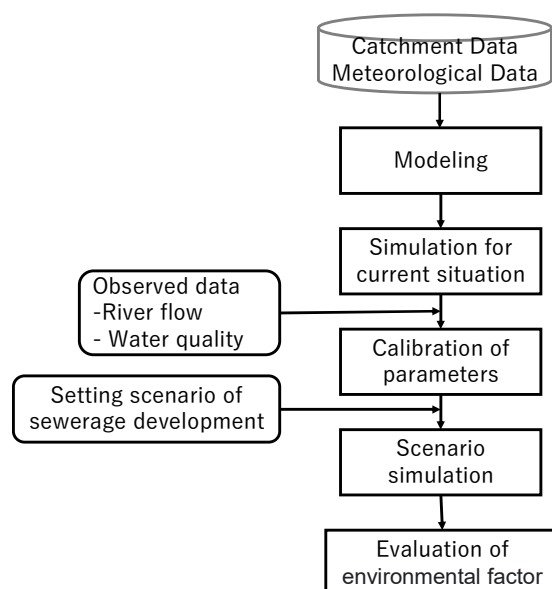 Catchment Data
Meteorological Data
Modeling
Simulation for
current situation
Observed data
-River flow
- Water quality
Calibration of
parameters
Setting scenario of
sewerage development
Scenario
simulation
Evaluation of
environmental factor